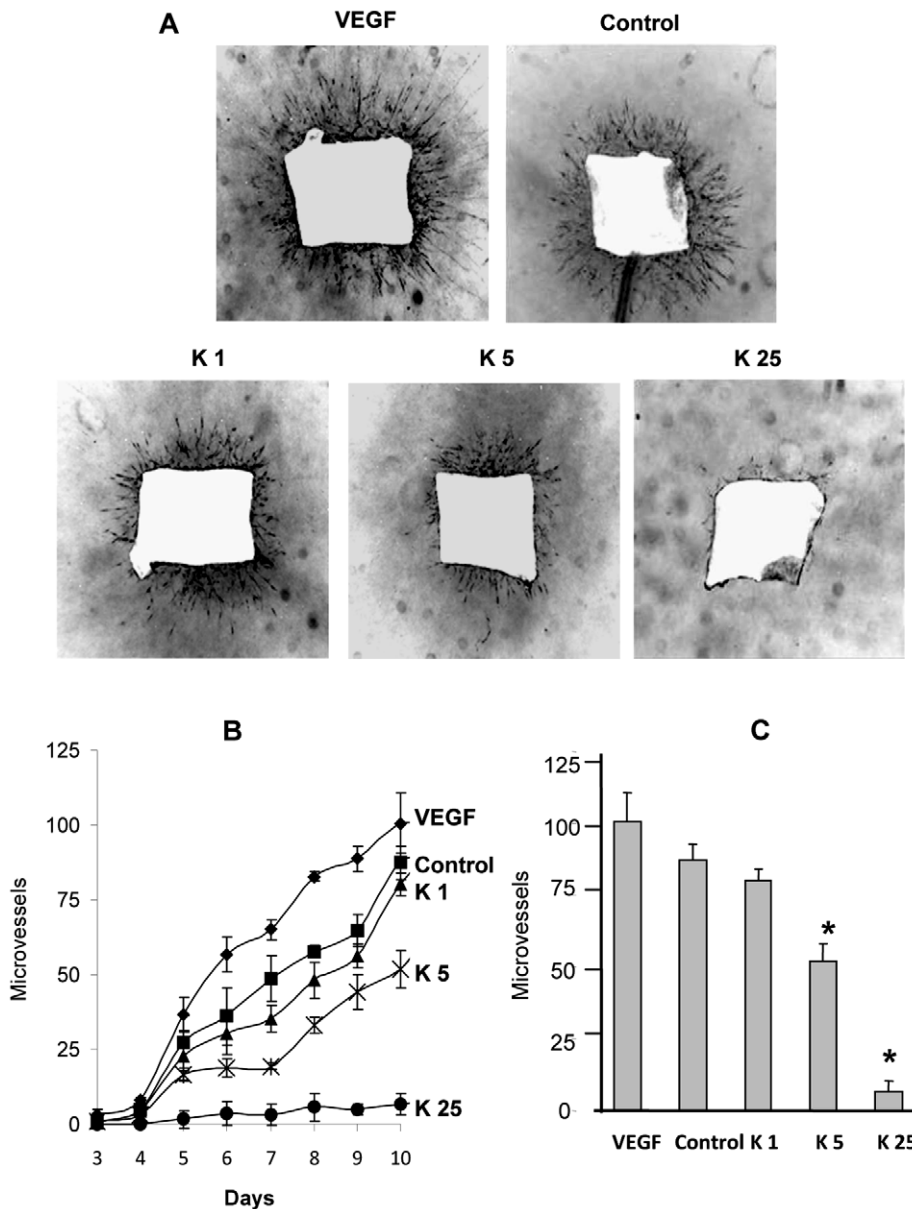 A
VEGF
Control
K 1
K 5
K 25
B
Microvessels
125
100
75
50
25
0
VEGF
Control
K 1
K 5
K 25
3 4 5 6 7 8 9 10
Days
C
Microvessels
125
100
75
50
25
0
*
*
VEGF Control K 1 K 5 K 25